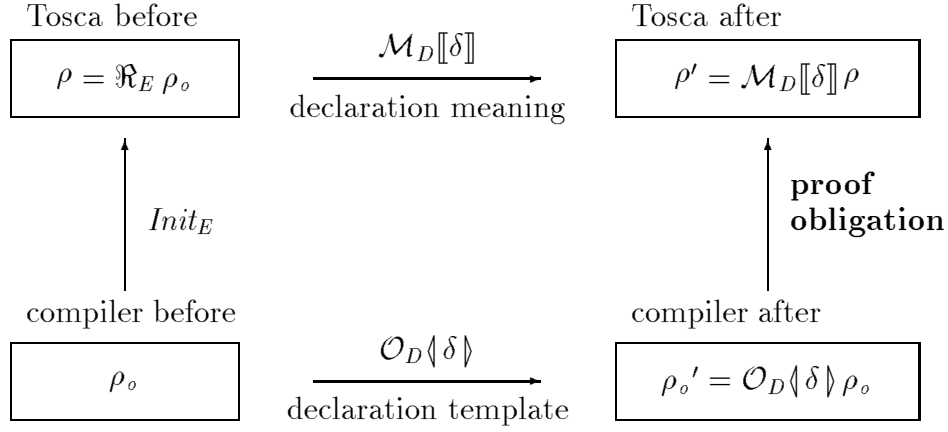 Tosca before
Tosca after
ρ = ℜ_E ρ_o
ℳ_D⟦δ⟧
ρ′ = ℳ_D⟦δ⟧ ρ
declaration meaning
Init_E
proof
obligation
compiler before
compiler after
ρ_o
𝒪_D⦉ δ ⦊
ρ_o′ = 𝒪_D⦉ δ ⦊ ρ_o
declaration template